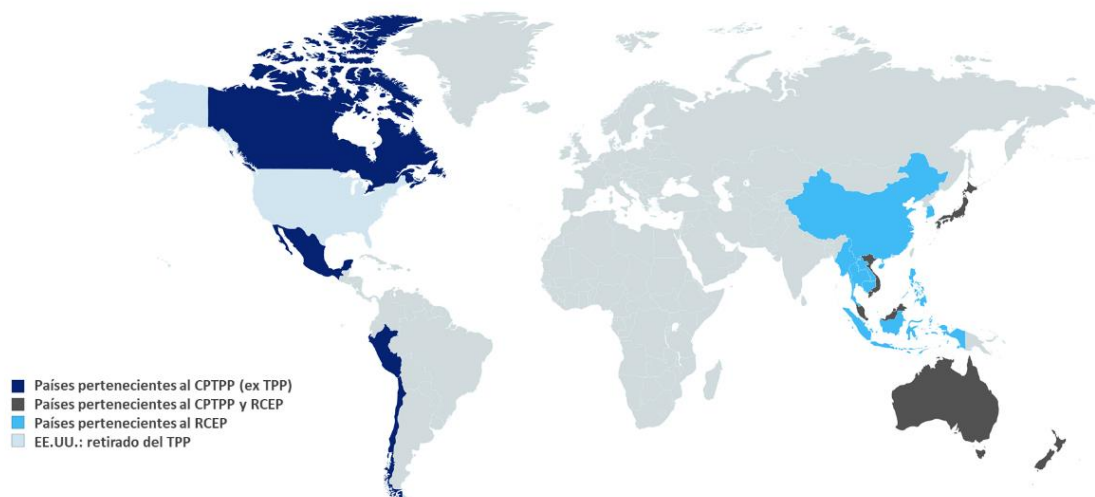 Países pertenecientes al CPTPP (ex TPP)
Países pertenecientes al CPTPP y RCEP
Países pertenecientes al RCEP
EE.UU.: retirado del TPP